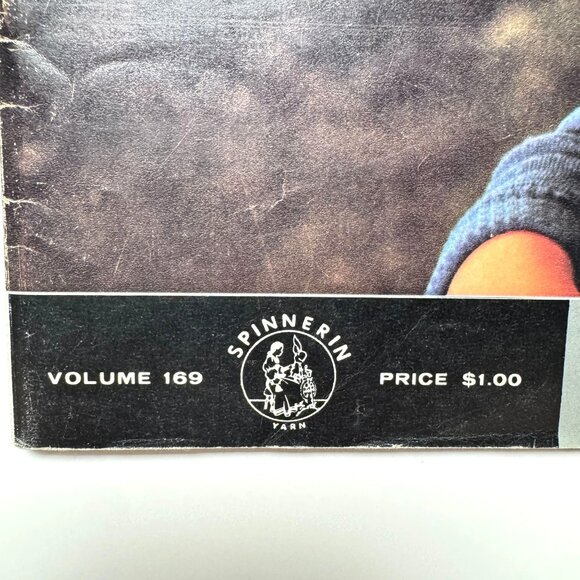 VOLUME 169
SPINNERIN
YARN
PRICE $1.00